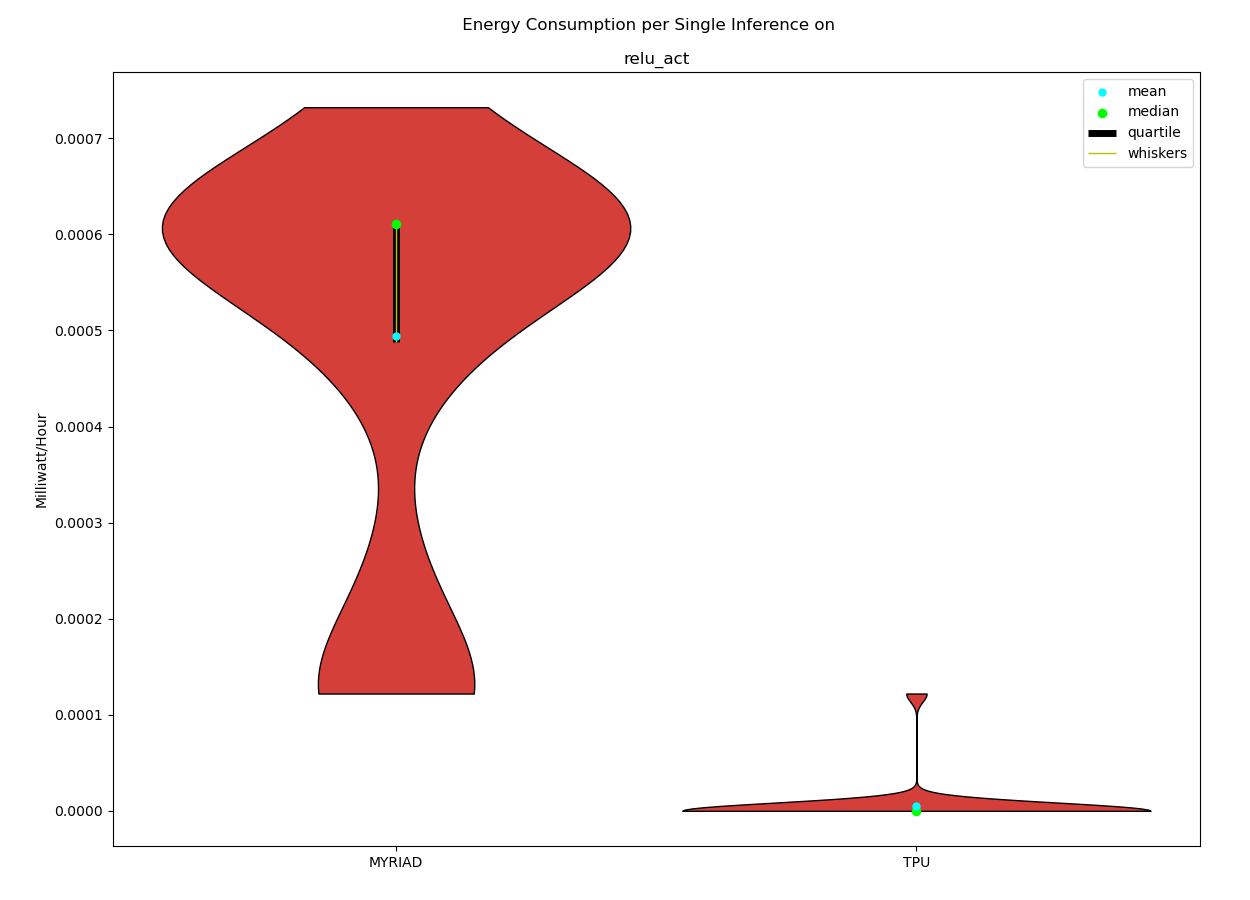 Energy Consumption per Single Inference on
relu_act
mean
median
quartile
whiskers
0.0007
0.0006
0.0005
0.0004
0.0003
0.0002
0.0001
0.0000
Milliwatt/Hour
MYRIAD
TPU